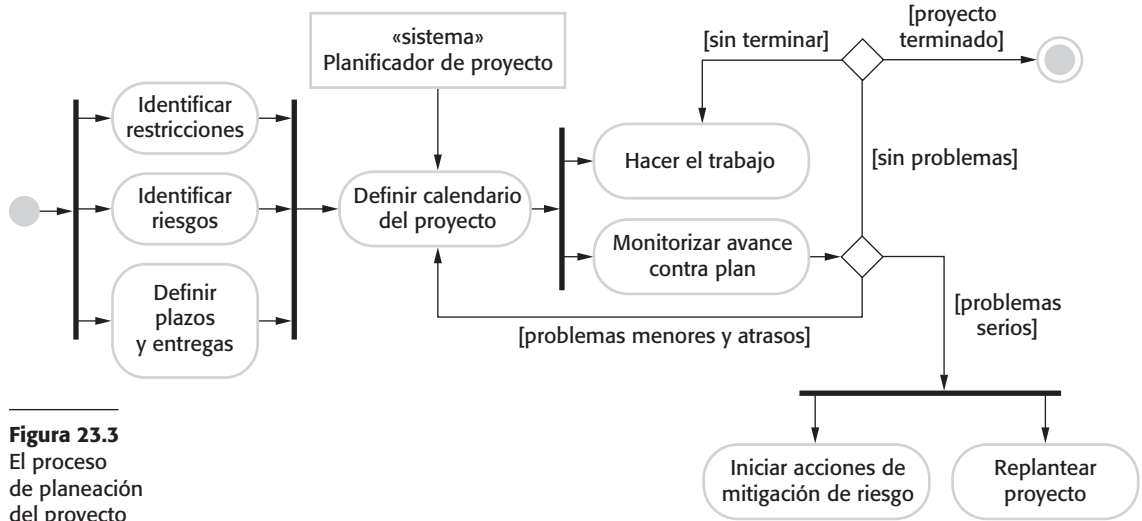 «sistema»
Planificador de proyecto
[sin terminar]
[proyecto
terminado]
Identificar
restricciones
Identificar
riesgos
Definir
plazos
y entregas
Definir calendario
del proyecto
Hacer el trabajo
[sin problemas]
Monitorizar avance
contra plan
[problemas menores y atrasos]
[problemas
serios]
Iniciar acciones de
mitigación de riesgo
Replantear
proyecto
Figura 23.3
El proceso
de planeación
del proyecto